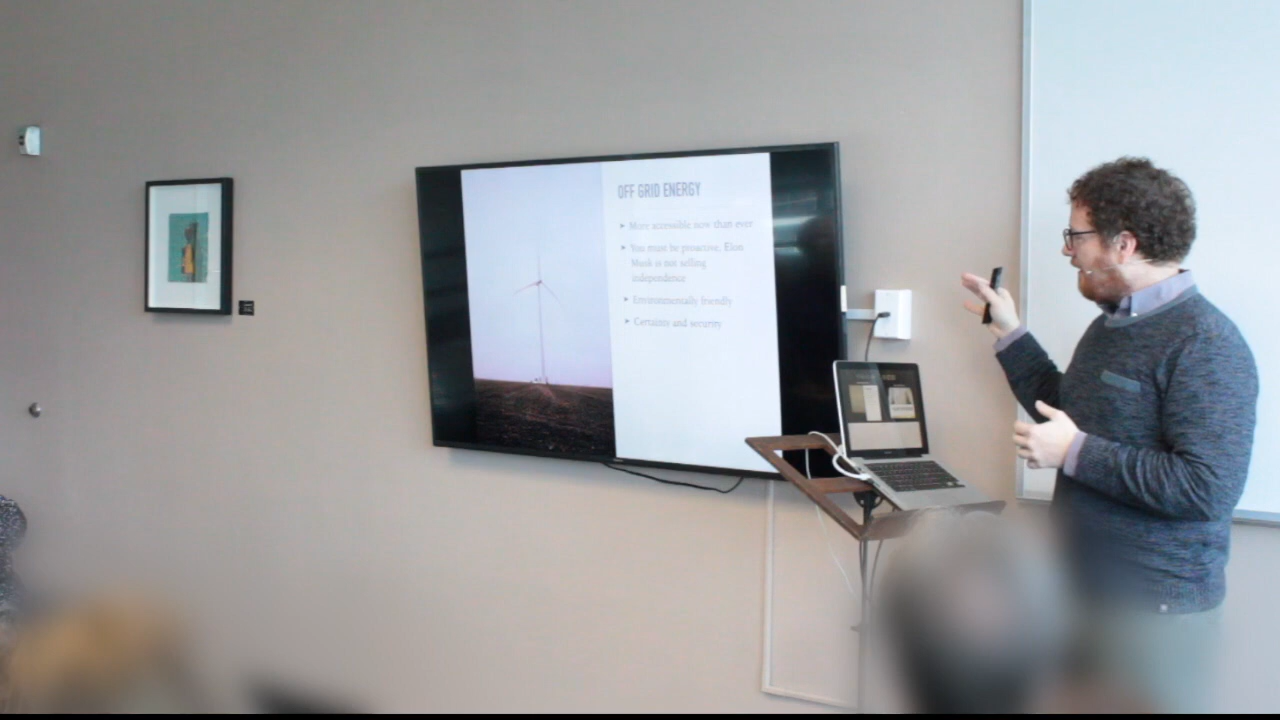 OFF GRID ENERGY
➤ More accessible now than ever
➤ You must be proactive, Elon
Musk is not selling
independence
➤ Environmentally friendly
➤ Certainty and security